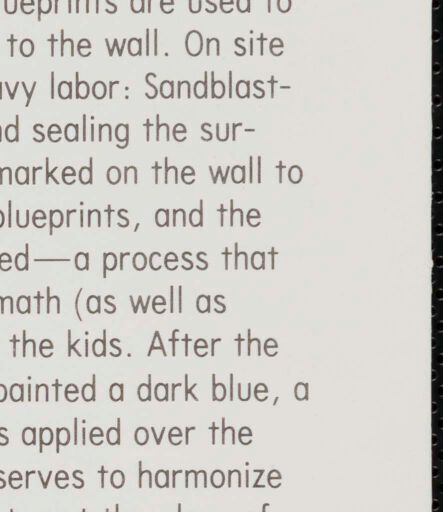 ueprints are used to
to the wall. On site
vy labor: Sandblast-
d sealing the sur-
marked on the wall to
blueprints, and the
ed—a process that
math (as well as
the kids. After the
painted a dark blue, a
s applied over the
serves to harmonize